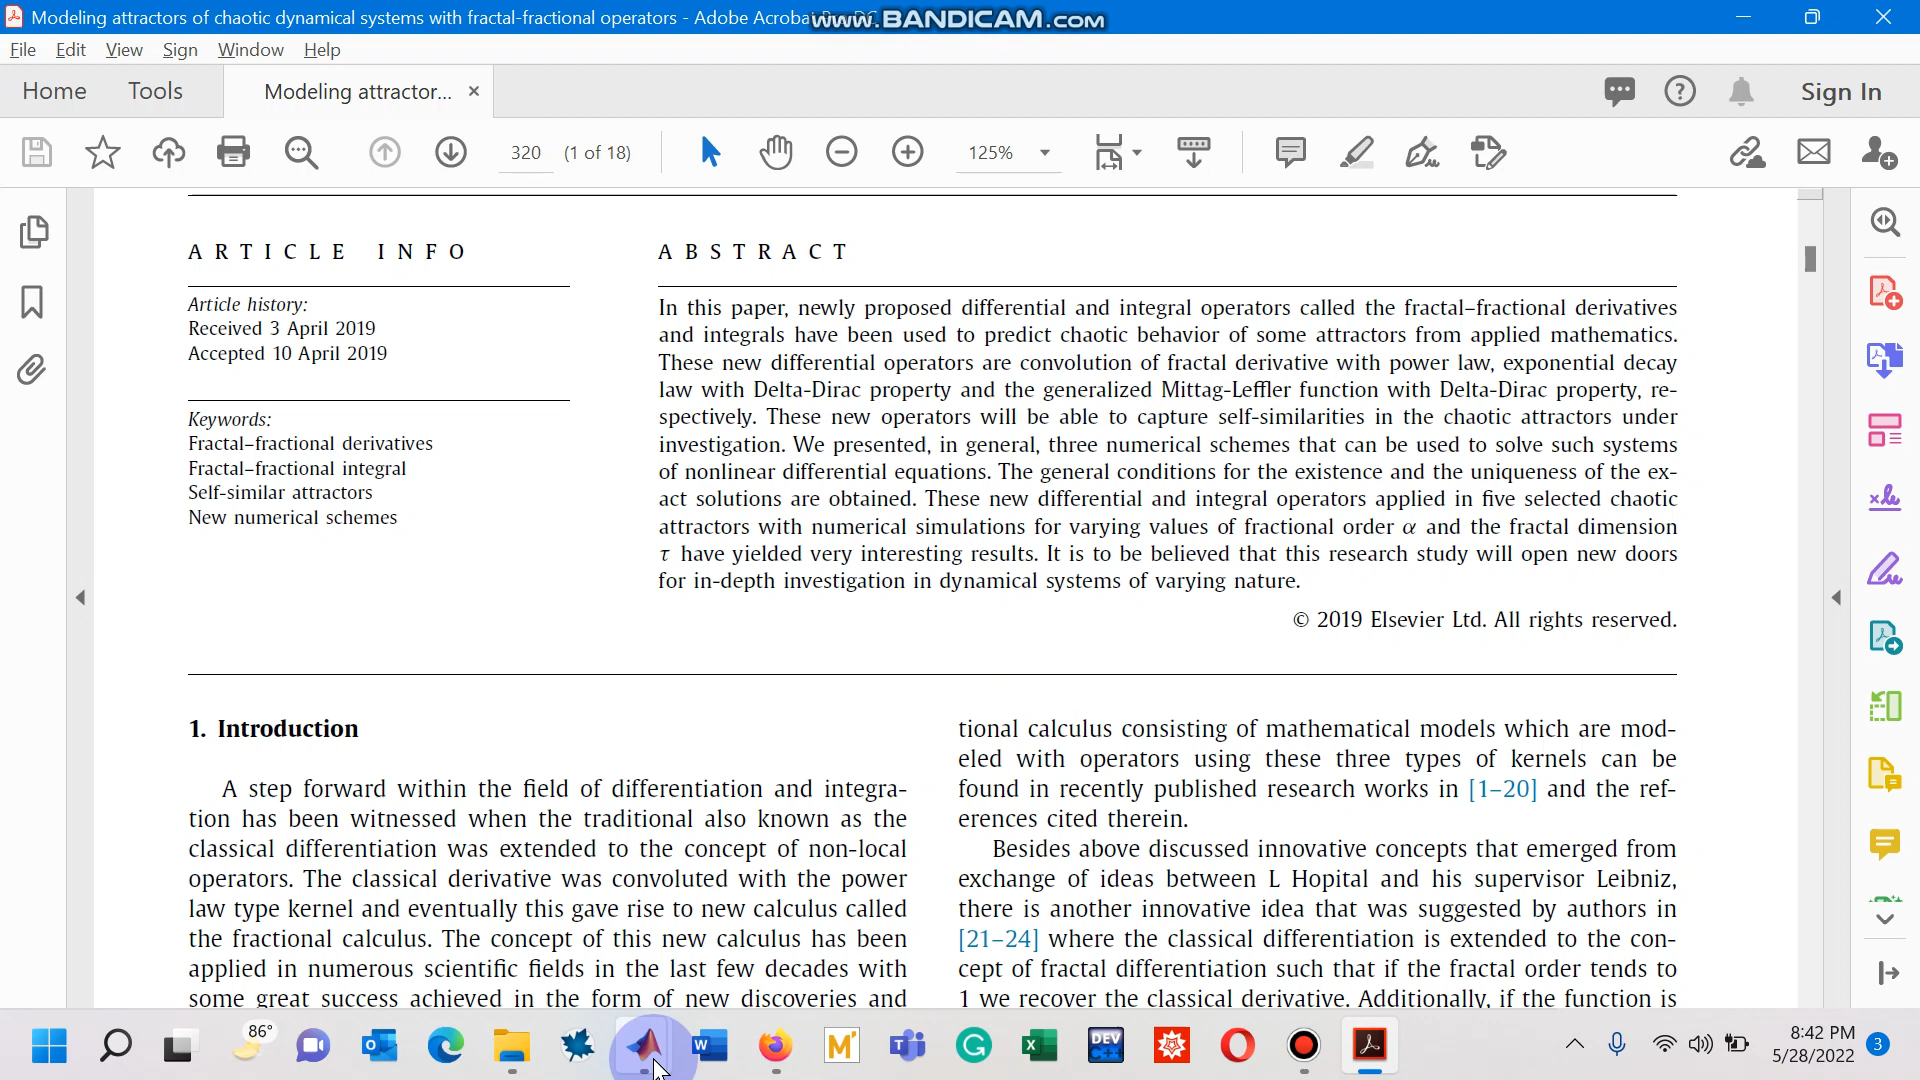 Modeling attractors of chaotic dynamical systems with fractal-fractional operators - Adobe Acrobat
www.BANDICAM.com
File Edit View Sign Window Help
Home Tools Modeling attractor... × Sign In
320 (1 of 18) 125%
ARTICLE INFO
Article history:
Received 3 April 2019
Accepted 10 April 2019
Keywords:
Fractal–fractional derivatives
Fractal–fractional integral
Self-similar attractors
New numerical schemes
ABSTRACT
In this paper, newly proposed differential and integral operators called the fractal–fractional derivatives
and integrals have been used to predict chaotic behavior of some attractors from applied mathematics.
These new differential operators are convolution of fractal derivative with power law, exponential decay
law with Delta-Dirac property and the generalized Mittag-Leffler function with Delta-Dirac property, re-
spectively. These new operators will be able to capture self-similarities in the chaotic attractors under
investigation. We presented, in general, three numerical schemes that can be used to solve such systems
of nonlinear differential equations. The general conditions for the existence and the uniqueness of the ex-
act solutions are obtained. These new differential and integral operators applied in five selected chaotic
attractors with numerical simulations for varying values of fractional order α and the fractal dimension
τ have yielded very interesting results. It is to be believed that this research study will open new doors
for in-depth investigation in dynamical systems of varying nature.
© 2019 Elsevier Ltd. All rights reserved.
1. Introduction
A step forward within the field of differentiation and integra-
tion has been witnessed when the traditional also known as the
classical differentiation was extended to the concept of non-local
operators. The classical derivative was convoluted with the power
law type kernel and eventually this gave rise to new calculus called
the fractional calculus. The concept of this new calculus has been
applied in numerous scientific fields in the last few decades with
some great success achieved in the form of new discoveries and
tional calculus consisting of mathematical models which are mod-
eled with operators using these three types of kernels can be
found in recently published research works in [1–20] and the ref-
erences cited therein.
Besides above discussed innovative concepts that emerged from
exchange of ideas between L Hopital and his supervisor Leibniz,
there is another innovative idea that was suggested by authors in
[21–24] where the classical differentiation is extended to the con-
cept of fractal differentiation such that if the fractal order tends to
1 we recover the classical derivative. Additionally, if the function is
86°
DEV
C++
8:42 PM
5/28/2022
3